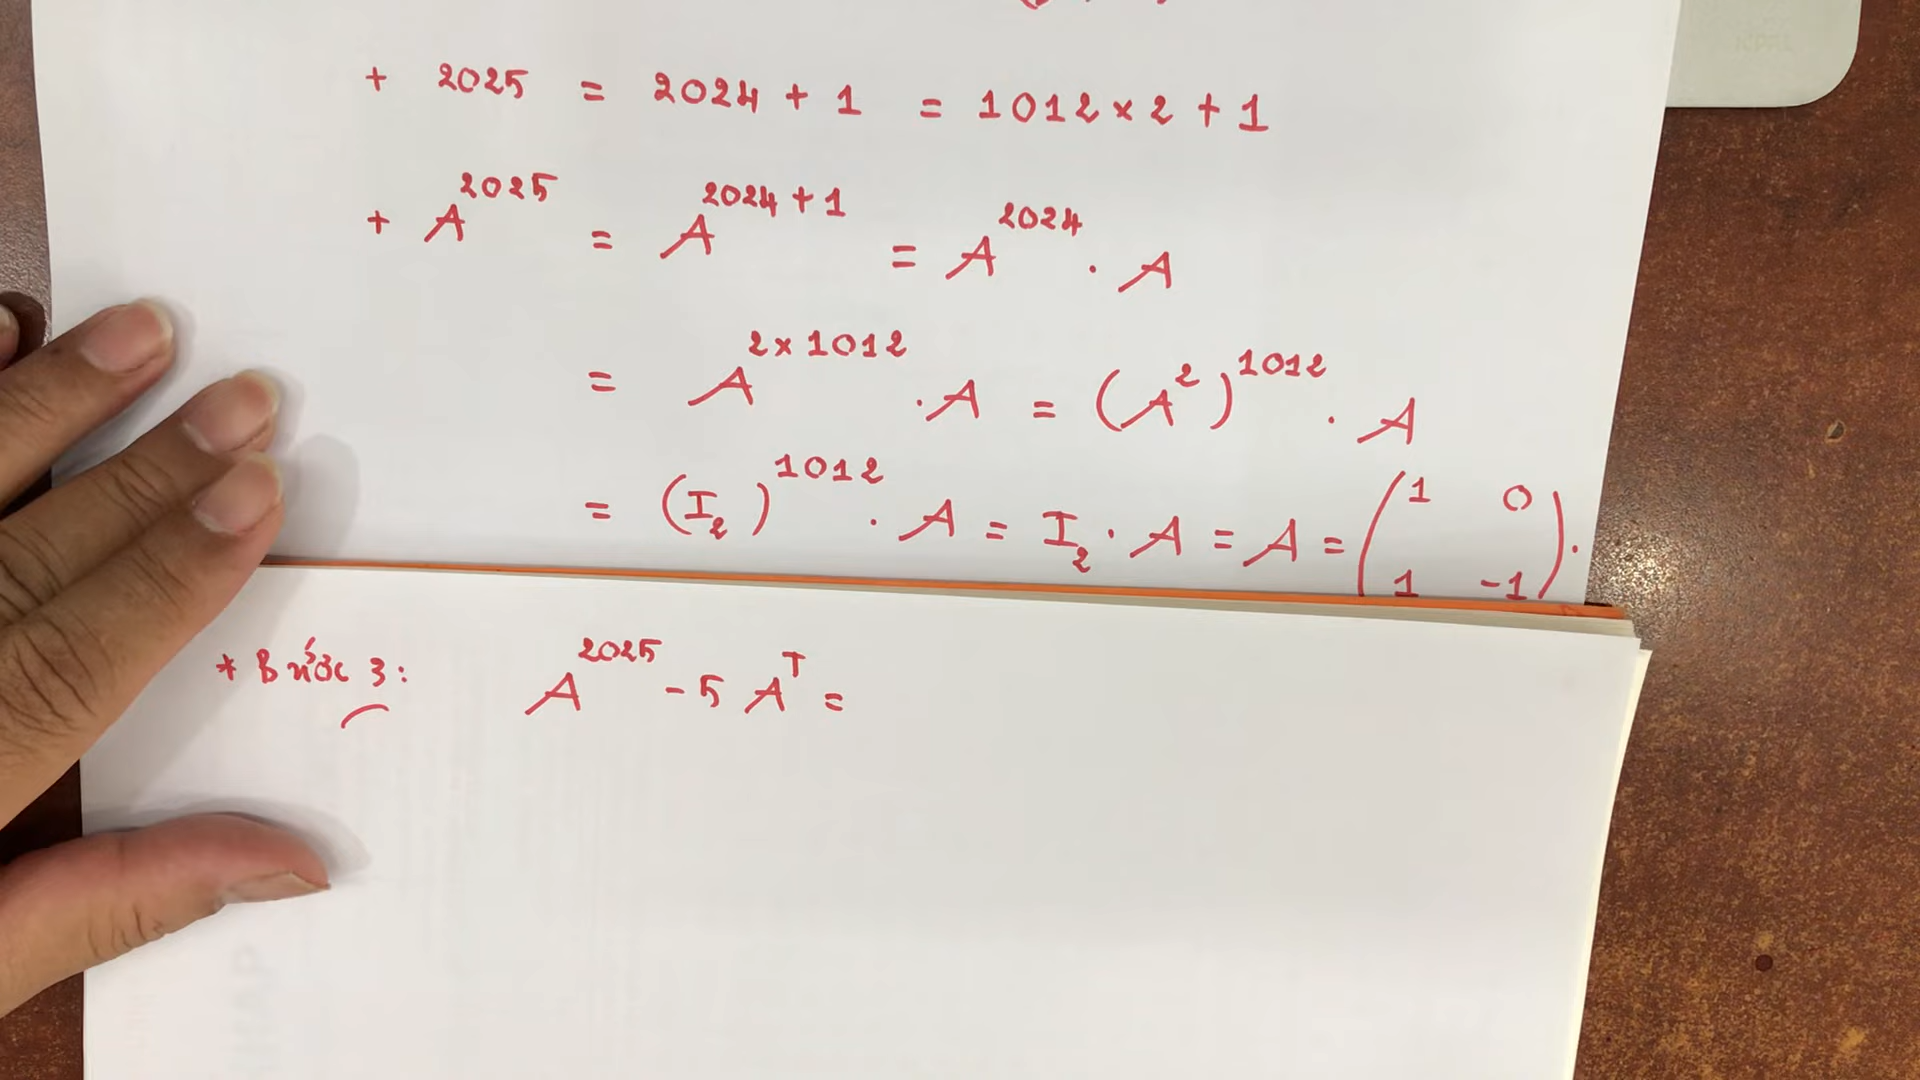 + 2025 = 2024 + 1 = 1012 × 2 + 1
+ A^2025 = A^(2024 + 1) = A^2024 . A
= A^(2 × 1012) . A = (A^2)^1012 . A
= (I_2)^1012 . A = I_2 . A = A = (1 0
1 -1).
* Bước 3: A^2025 - 5 A^T =